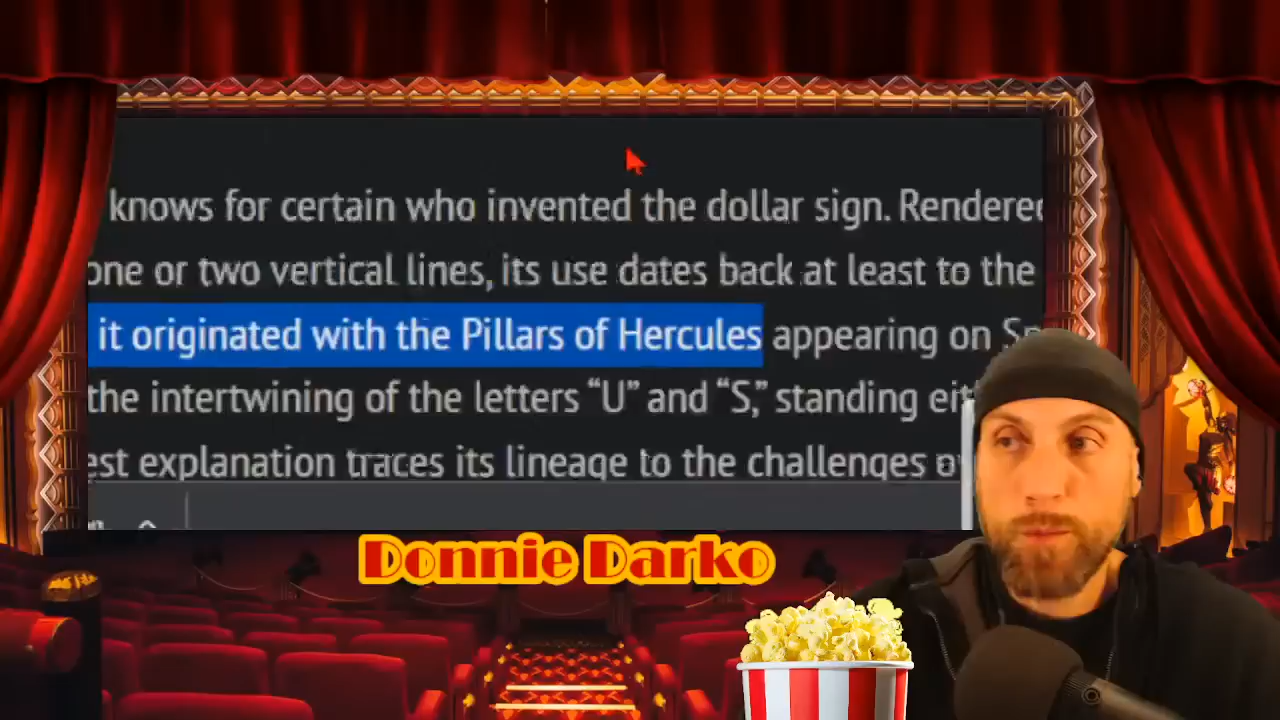 knows for certain who invented the dollar sign. Rendered
one or two vertical lines, its use dates back at least to the
it originated with the Pillars of Hercules appearing on
the intertwining of the letters “U” and “S,” standing
explanation traces its lineage to the challenges
Donnie Darko